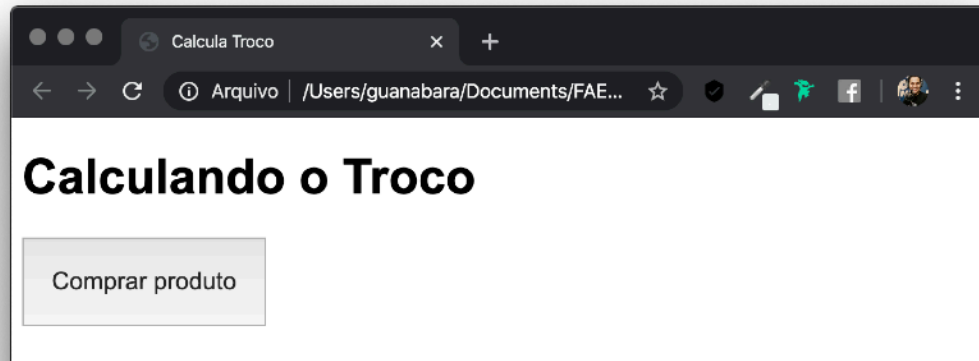 Calcula Troco
Arquivo | /Users/guanabara/Documents/FAE...
Calculando o Troco
Comprar produto